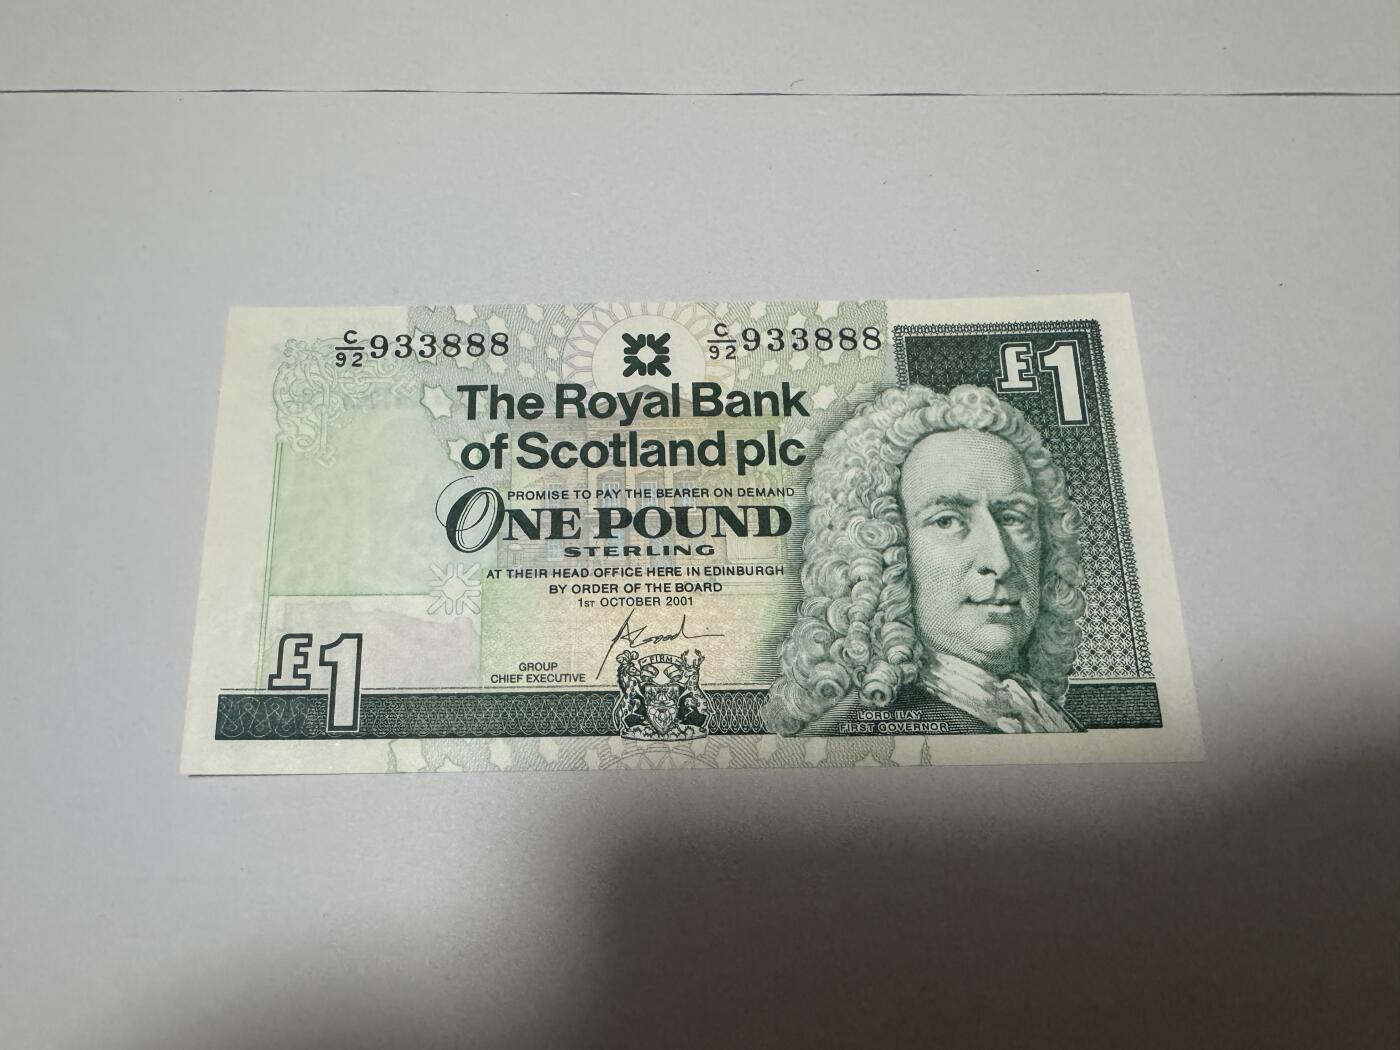 C/92 933888
C/92 933888
£1
The Royal Bank
of Scotland plc
PROMISE TO PAY THE BEARER ON DEMAND
ONE POUND
STERLING
AT THEIR HEAD OFFICE HERE IN EDINBURGH
BY ORDER OF THE BOARD
1ST OCTOBER 2001
GROUP
CHIEF EXECUTIVE
FIRM
£1
LORD ILAY
FIRST GOVERNOR